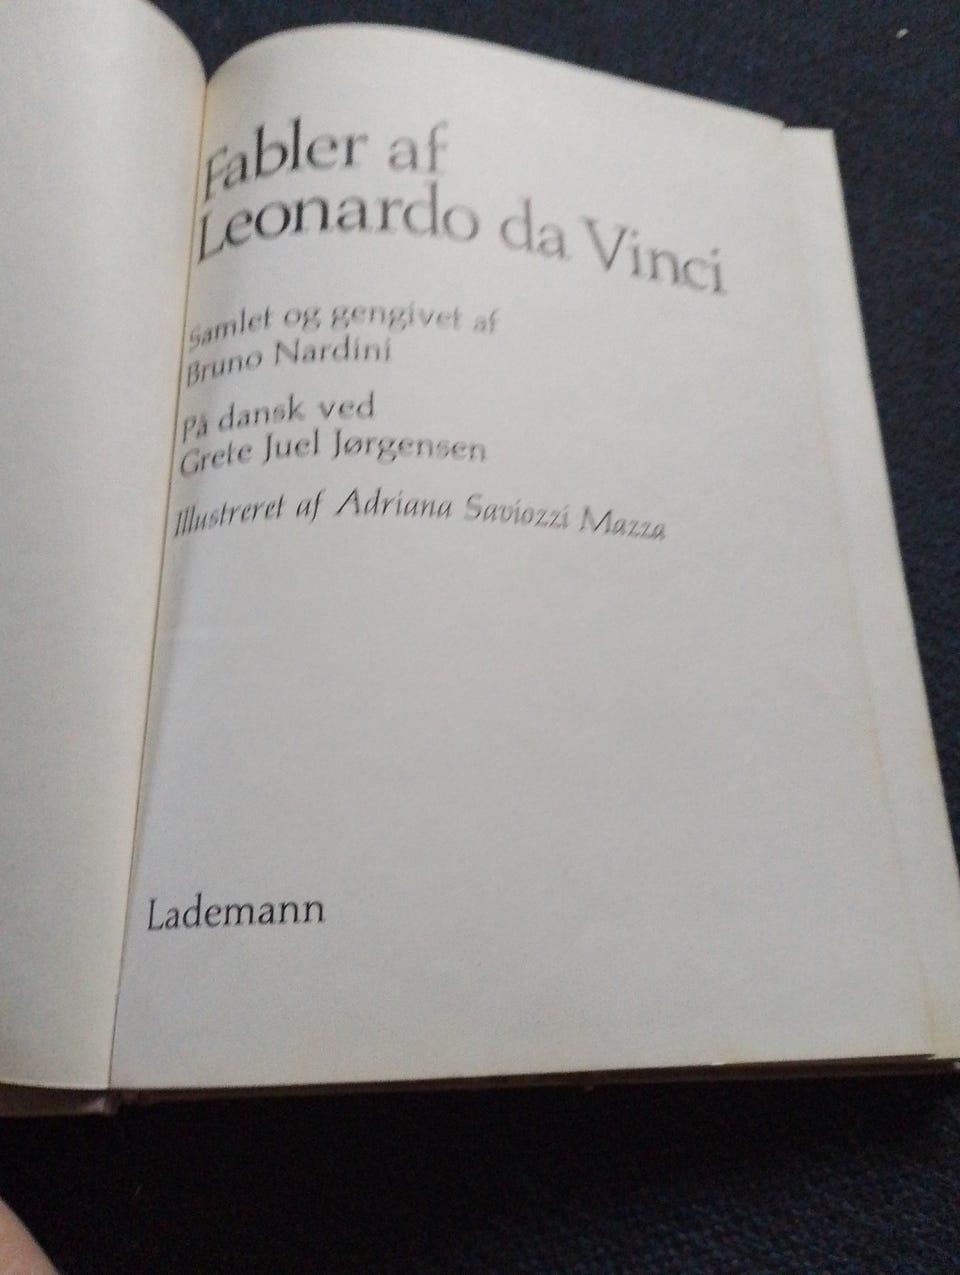 Fabler af
Leonardo da Vinci
Samlet og gengivet af
Bruno Nardini
På dansk ved
Grete Juel Jørgensen
Illustreret af Adriana Saviozzi Mazza
Lademann